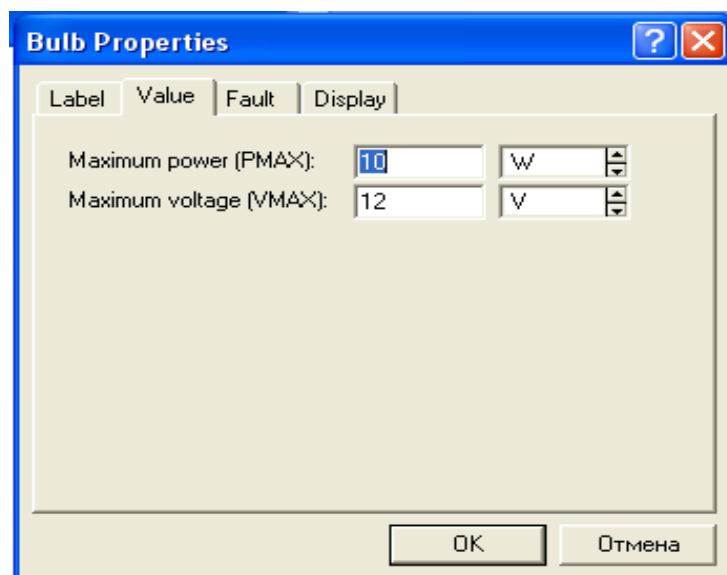 Bulb Properties
Label Value Fault Display
Maximum power (PMAX): 10 W
Maximum voltage (VMAX): 12 V
OK Отмена